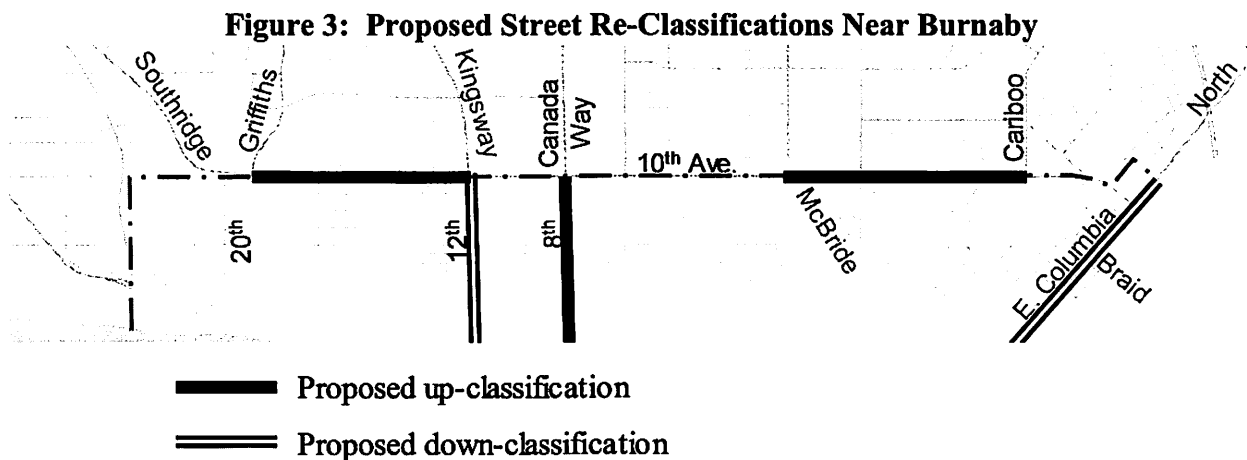 Figure 3: Proposed Street Re-Classifications Near Burnaby
Southridge
Griffiths
Kingsway
Canada
Way
Cariboo
North
10th Ave.
20th
12th
8th
McBride
E. Columbia
Braid
Proposed up-classification
Proposed down-classification